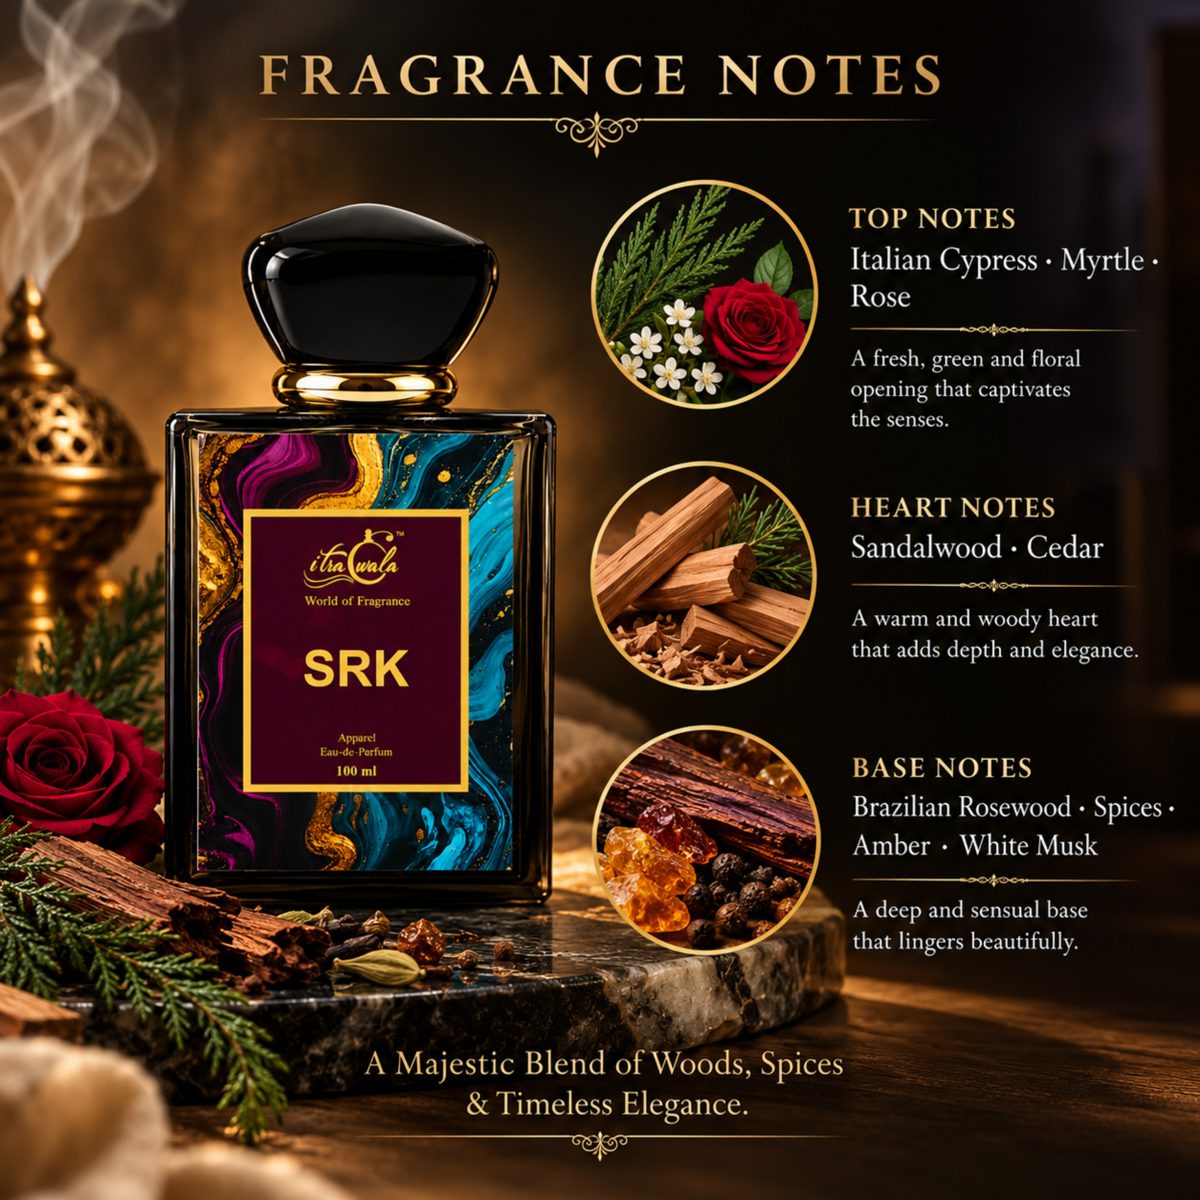 FRAGRANCE NOTES
TOP NOTES
Italian Cypress · Myrtle ·
Rose
A fresh, green and floral
opening that captivates
the senses.
HEART NOTES
Sandalwood · Cedar
A warm and woody heart
that adds depth and elegance.
BASE NOTES
Brazilian Rosewood · Spices ·
Amber · White Musk
A deep and sensual base
that lingers beautifully.
itraWwala™
World of Fragrance
SRK
Apparel
Eau-de-Parfum
100 ml
A Majestic Blend of Woods, Spices
& Timeless Elegance.